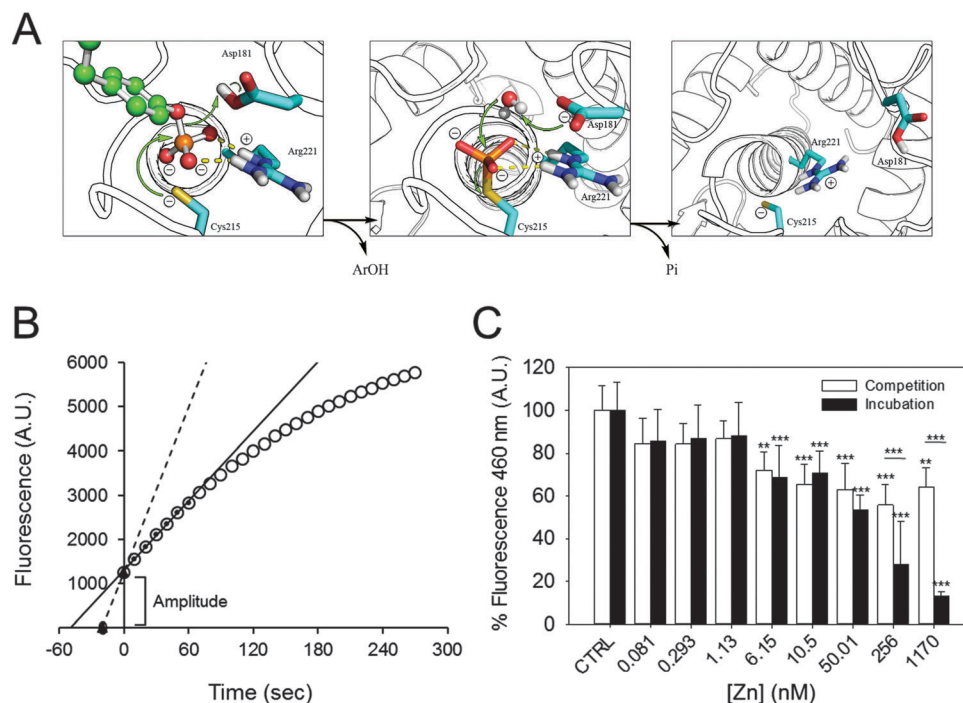 A
Asp181
Arg221
Cys215
⊕
⊖ ⊖
⊖
ArOH
Asp181
Arg221
Cys215
⊖
⊕
⊖
Pi
Asp181
Arg221
Cys215
⊕
⊖
B
Fluorescence (A.U.)
6000
5000
4000
3000
2000
1000
0
Amplitude
-60 0 60 120 180 240 300
Time (sec)
C
% Fluorescence 460 nm (A.U.)
120
100
80
60
40
20
0
Competition
Incubation
** *** *** *** *** *** *** ** ***
*** *** ***
CTRL 0.081 0.293 1.13 6.15 10.5 50.01 256 1170
[Zn] (nM)